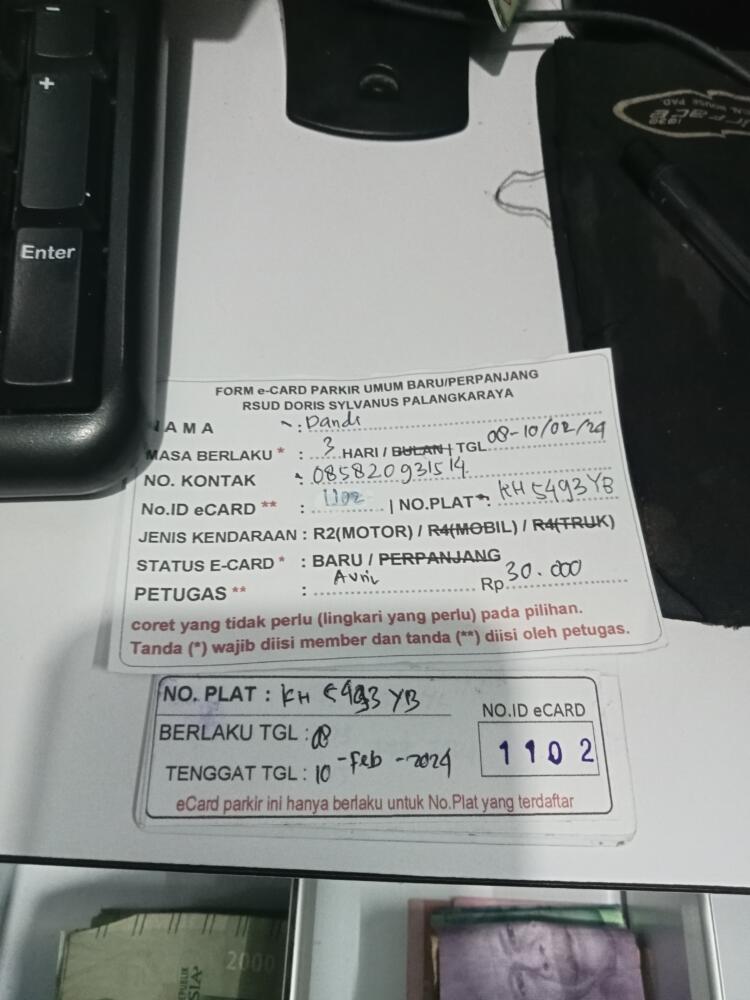 +
Enter
FORM e-CARD PARKIR UMUM BARU/PERPANJANG
RSUD DORIS SYLVANUS PALANGKARAYA
NAMA : Dandi
MASA BERLAKU * : 3 HARI / BULAN | TGL 08-10/02/24
NO. KONTAK : 085820931514
No.ID eCARD ** : 1102 | NO.PLAT * : KH 5493 YB
JENIS KENDARAAN : R2(MOTOR) / R4(MOBIL) / R4(TRUK)
STATUS E-CARD * : BARU / PERPANJANG
PETUGAS ** : Avril Rp 30.000
coret yang tidak perlu (lingkari yang perlu) pada pilihan.
Tanda (*) wajib diisi member dan tanda (**) diisi oleh petugas.
NO. PLAT : KH 5493 YB
NO.ID eCARD
BERLAKU TGL : 08
1102
TENGGAT TGL : 10 -Feb -2024
eCard parkir ini hanya berlaku untuk No.Plat yang terdaftar
2000